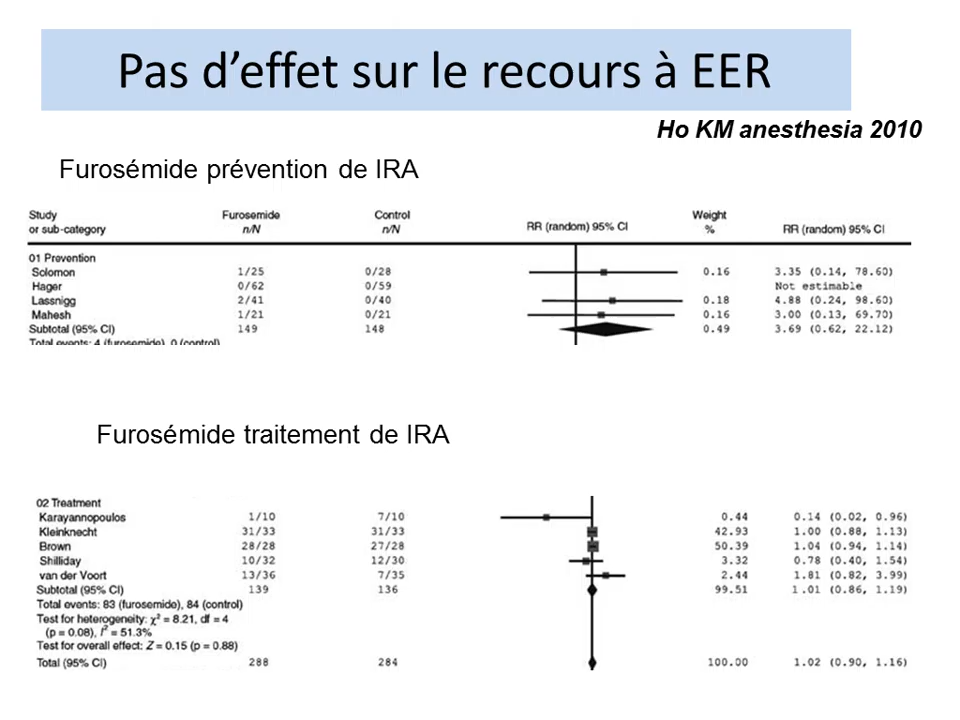 Pas d’effet sur le recours à EER
Ho KM anesthesia 2010
Furosémide prévention de IRA
Study Furosemide Control RR (random) 95% CI Weight RR (random) 95% CI
or sub-category n/N n/N %
01 Prevention
Solomon 1/25 0/28 0.16 3.35 (0.14, 78.60)
Hager 0/62 0/59 Not estimable
Lassnigg 2/41 0/40 0.18 4.88 (0.24, 98.60)
Mahesh 1/21 0/21 0.16 3.00 (0.13, 69.70)
Subtotal (95% CI) 149 148 0.49 3.69 (0.62, 22.12)
Total events: 4 (furosemide), 0 (control)
Furosémide traitement de IRA
02 Treatment
Karayannopoulos 1/10 7/10 0.44 0.14 (0.02, 0.96)
Kleinknecht 31/33 31/33 42.93 1.00 (0.88, 1.13)
Brown 28/28 27/28 50.39 1.04 (0.94, 1.14)
Shilliday 10/32 12/30 3.32 0.78 (0.40, 1.54)
van der Voort 13/36 7/35 2.44 1.81 (0.82, 3.99)
Subtotal (95% CI) 139 136 99.51 1.01 (0.86, 1.19)
Total events: 83 (furosemide), 84 (control)
Test for heterogeneity: χ² = 8.21, df = 4
(p = 0.08), I² = 51.3%
Test for overall effect: Z = 0.15 (p = 0.88)
Total (95% CI) 288 284 100.00 1.02 (0.90, 1.16)